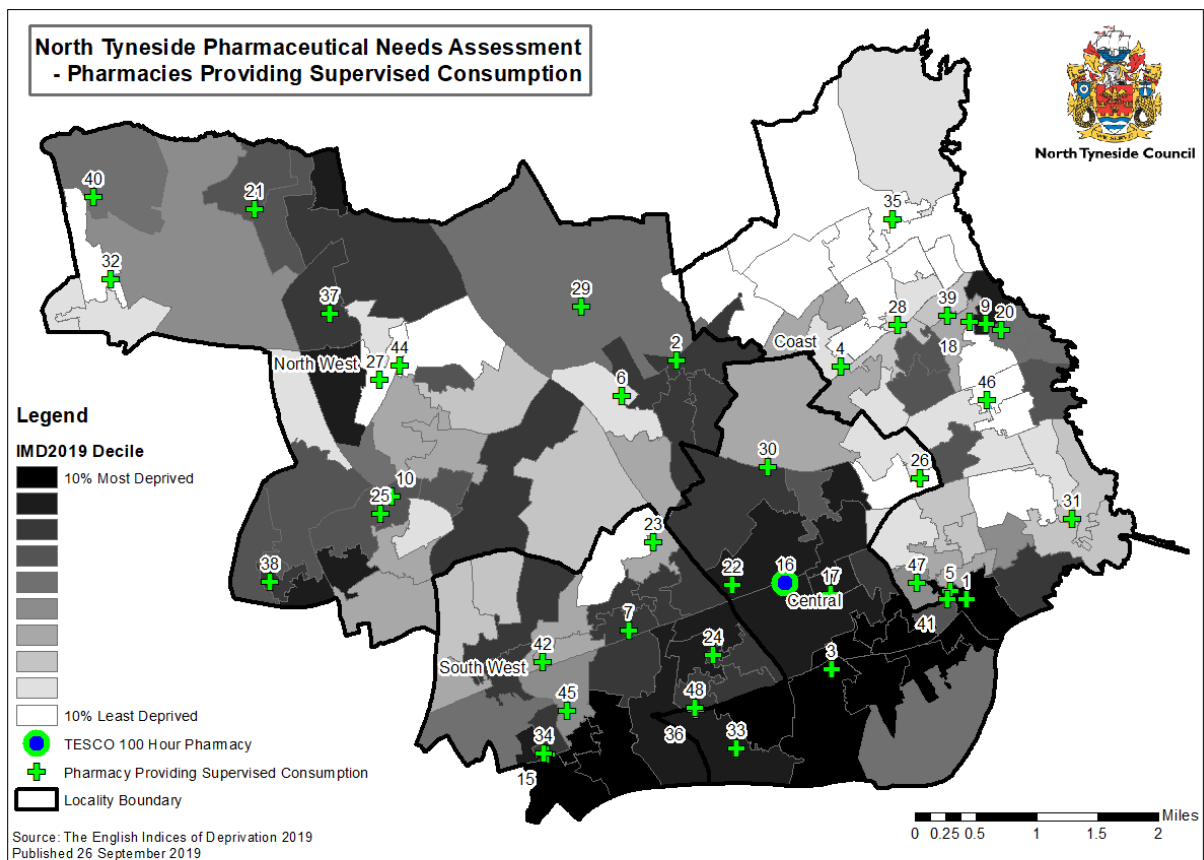 North Tyneside Pharmaceutical Needs Assessment
- Pharmacies Providing Supervised Consumption
North Tyneside Council
40
21
35
32
37
29
28
39
9
20
2
Coast
4
18
North West
27
44
6
46
30
26
10
25
31
23
38
22
16
17
Central
47
5
1
41
7
24
42
South West
3
45
48
36
33
34
15
Legend
IMD2019 Decile
10% Most Deprived
10% Least Deprived
TESCO 100 Hour Pharmacy
Pharmacy Providing Supervised Consumption
Locality Boundary
Source: The English Indices of Deprivation 2019
Published 26 September 2019
Miles
0 0.25 0.5 1 1.5 2